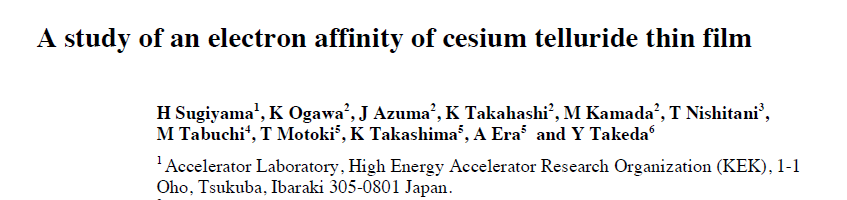 A study of an electron affinity of cesium telluride thin film
H Sugiyama¹, K Ogawa², J Azuma², K Takahashi², M Kamada², T Nishitani³,
M Tabuchi⁴, T Motoki⁵, K Takashima⁵, A Era⁵ and Y Takeda⁶
¹ Accelerator Laboratory, High Energy Accelerator Research Organization (KEK), 1-1
Oho, Tsukuba, Ibaraki 305-0801 Japan.